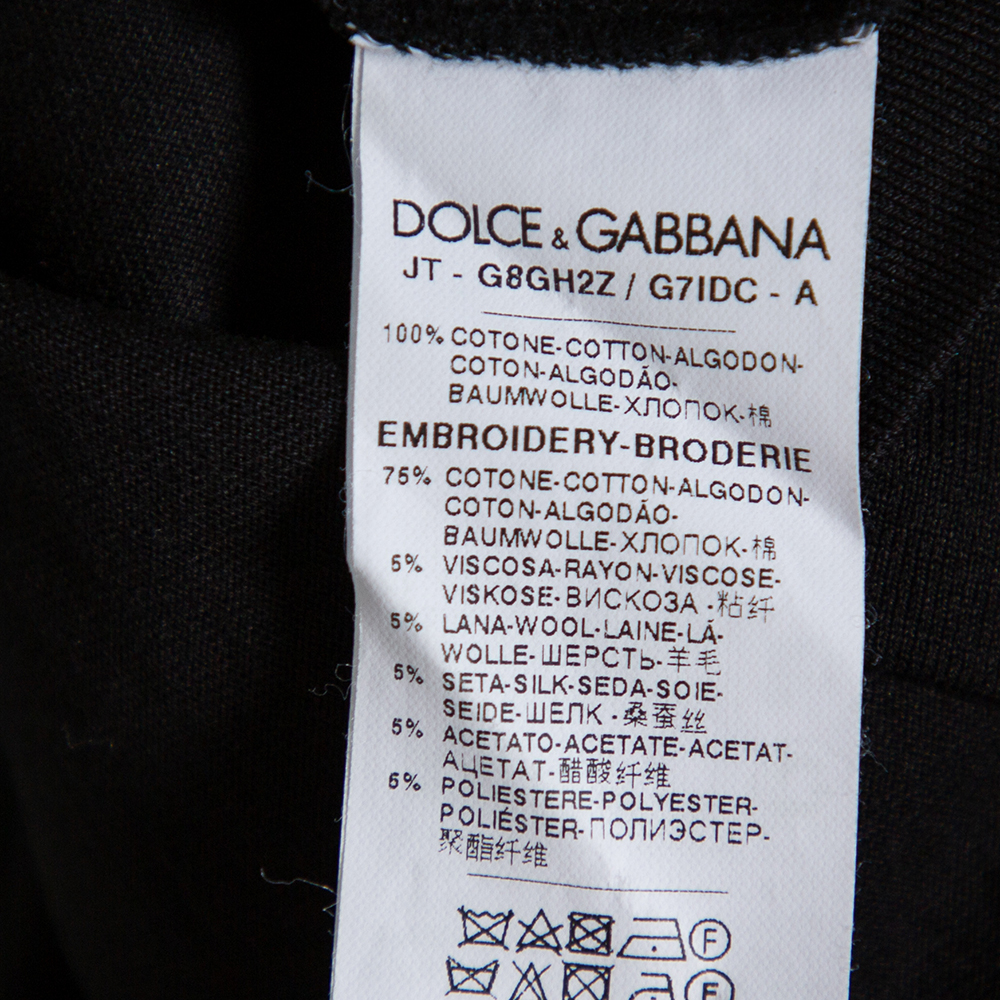 DOLCE & GABBANA
JT - G8GH2Z / G7IDC - A
100% COTONE-COTTON-ALGODON-
COTON-ALGODÃO-
BAUMWOLLE-ХЛОПОК-棉
EMBROIDERY-BRODERIE
75% COTONE-COTTON-ALGODON-
COTON-ALGODÃO-
BAUMWOLLE-ХЛОПОК-棉
5% VISCOSA-RAYON-VISCOSE-
VISKOSE-ВИСКОЗА -粘纤
5% LANA-WOOL-LAINE-LÃ-
WOLLE-ШЕРСТЬ-羊毛
5% SETA-SILK-SEDA-SOIE-
SEIDE-ШЕЛК -桑蚕丝
5% ACETATO-ACETATE-ACETAT-
АЦЕТАТ-醋酸纤维
5% POLIESTERE-POLYESTER-
POLIÉSTER-ПОЛИЭСТЕР-
聚酯纤维
F
F